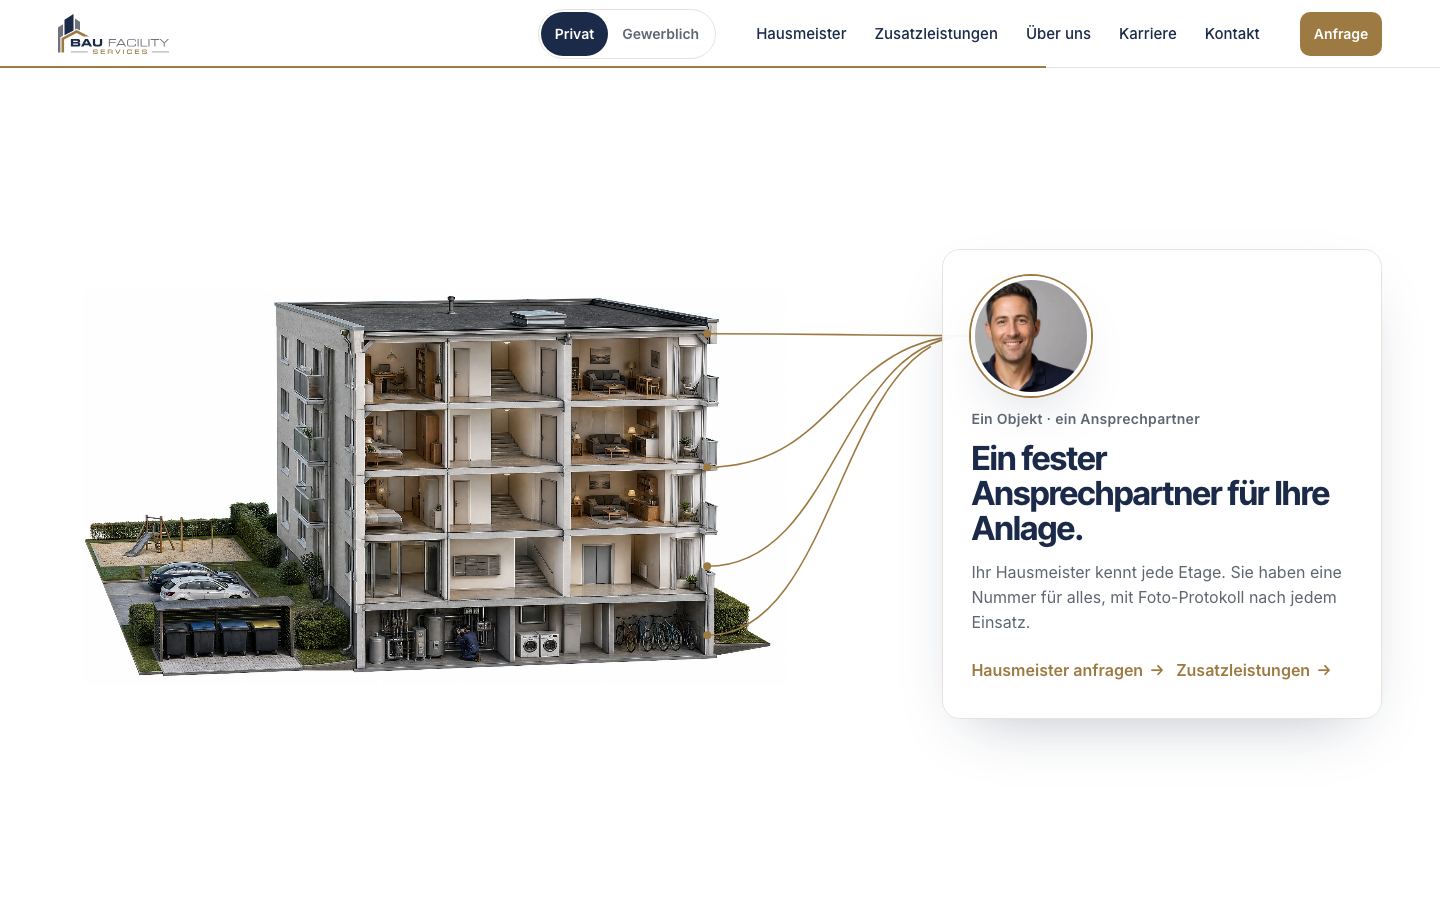 BAU FACILITY
SERVICES
Privat
Gewerblich
Hausmeister
Zusatzleistungen
Über uns
Karriere
Kontakt
Anfrage
Ein Objekt · ein Ansprechpartner
Ein fester
Ansprechpartner für Ihre
Anlage.
Ihr Hausmeister kennt jede Etage. Sie haben eine
Nummer für alles, mit Foto-Protokoll nach jedem
Einsatz.
Hausmeister anfragen → Zusatzleistungen →